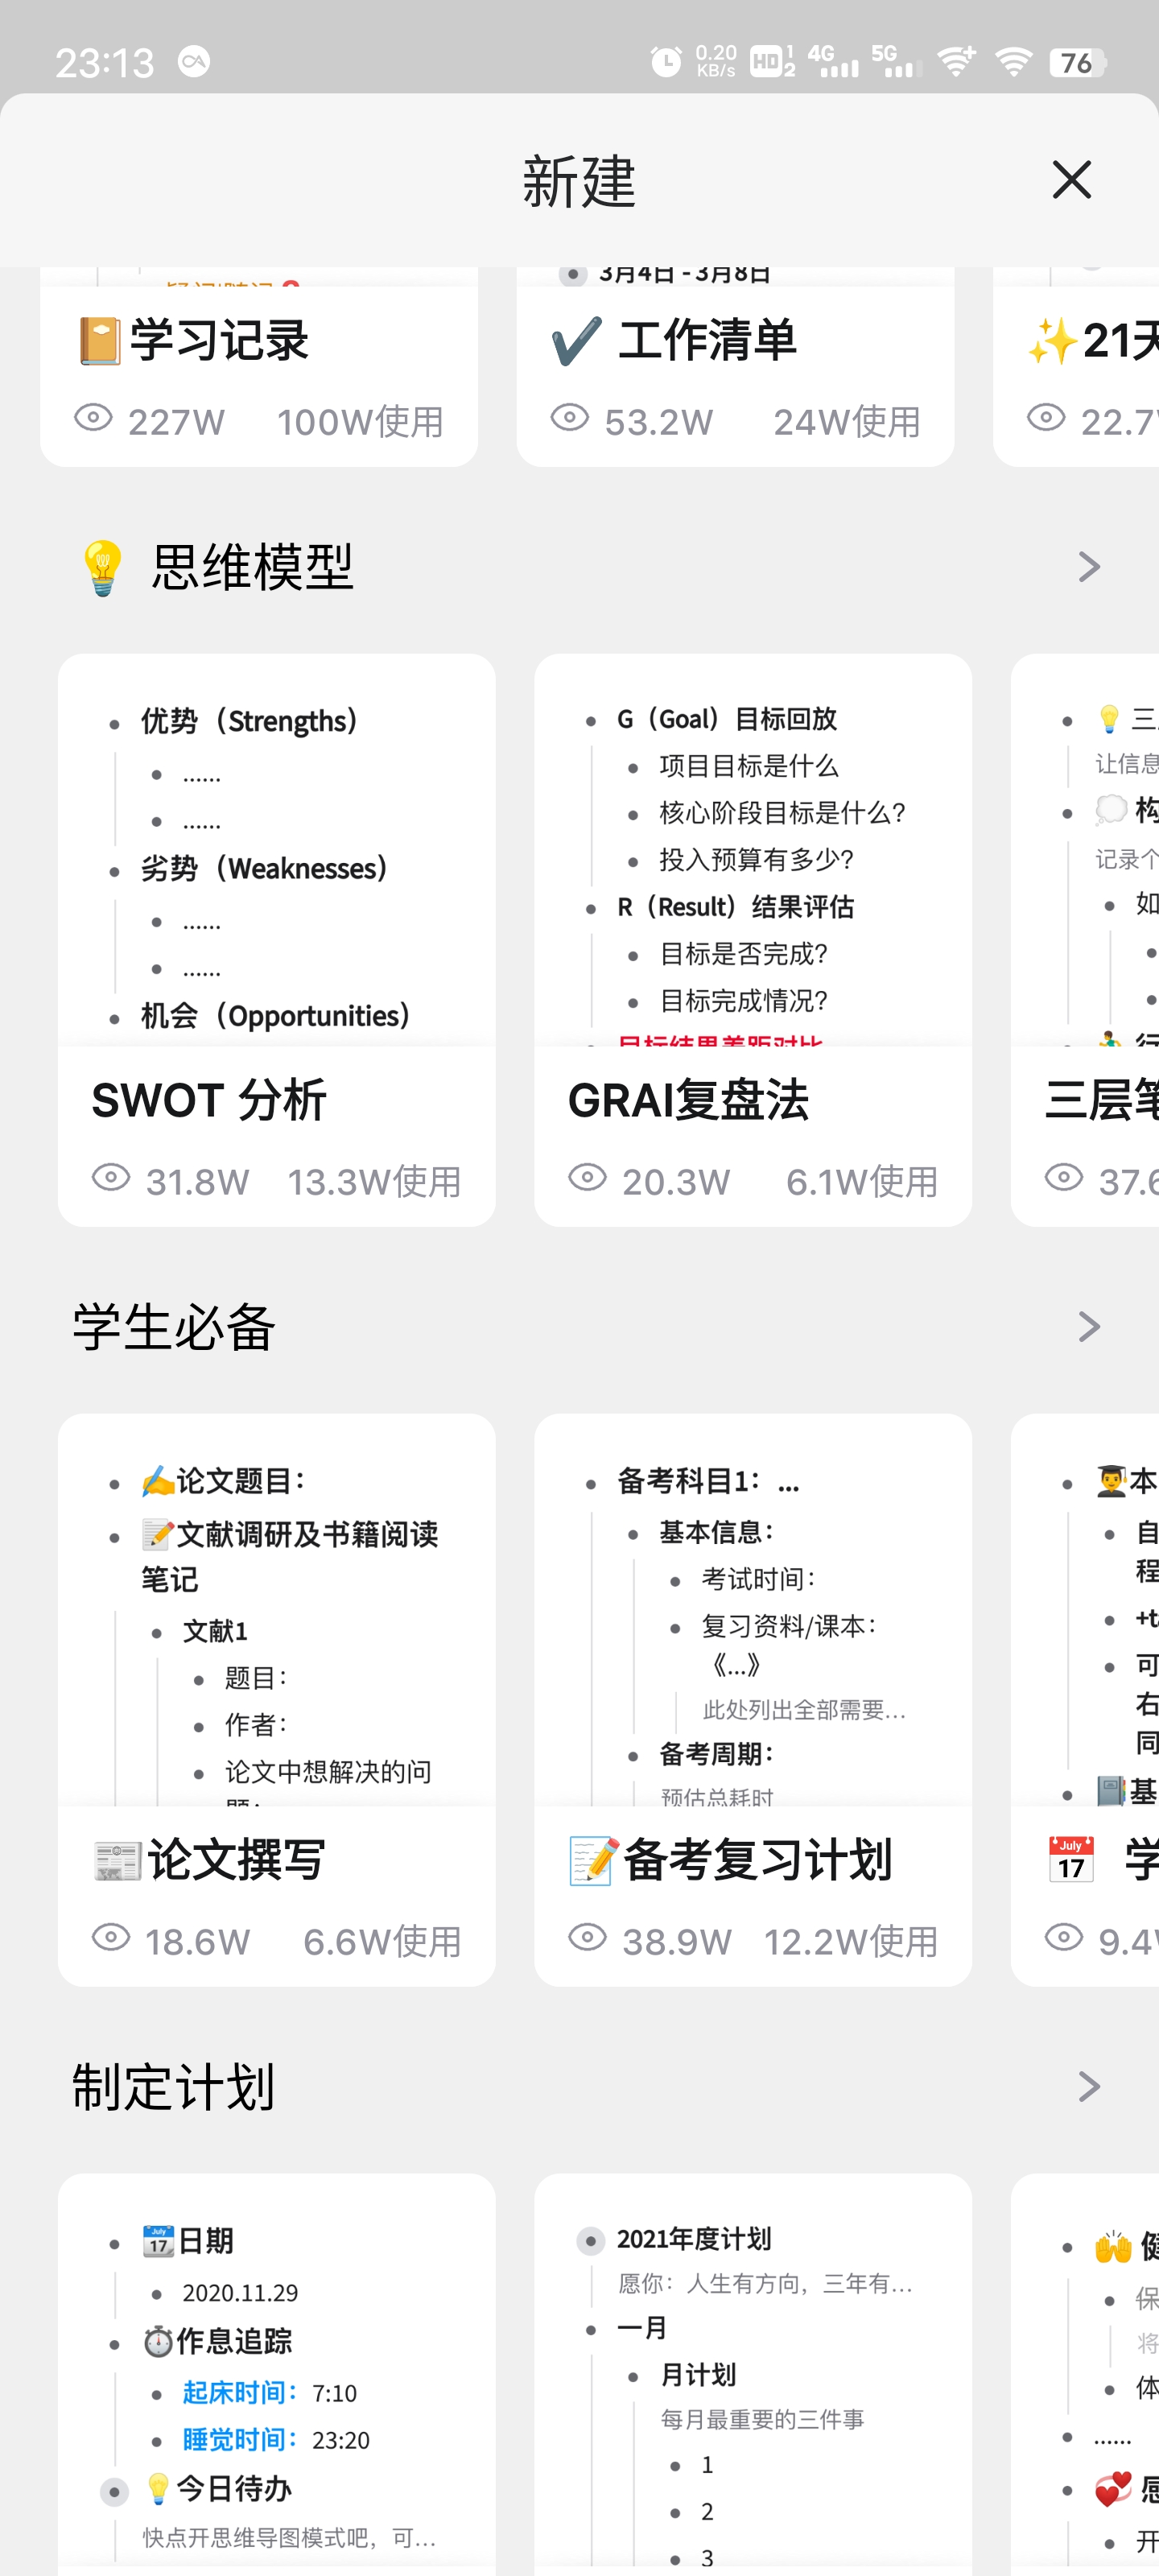 23:13
0.20 KB/s HD 1 2 4G 5G 76
新建
3月4日 - 3月8日
📔学习记录
✔️ 工作清单
✨21天
227W 100W使用
53.2W 24W使用
22.7
💡 思维模型
优势（Strengths）
......
......
劣势（Weaknesses）
......
......
机会（Opportunities）
SWOT 分析
31.8W 13.3W使用
G（Goal）目标回放
项目目标是什么
核心阶段目标是什么?
投入预算有多少?
R（Result）结果评估
目标是否完成?
目标完成情况?
目标结果差距对比
GRAI复盘法
20.3W 6.1W使用
💡 三
让信息
💭 构
记录个
如
行
三层笔
37.6
学生必备
✍️论文题目：
📝文献调研及书籍阅读
笔记
文献1
题目：
作者：
论文中想解决的问
题：
📰论文撰写
18.6W 6.6W使用
备考科目1：...
基本信息：
考试时间：
复习资料/课本：
《...》
此处列出全部需要...
备考周期：
预估总耗时
📝备考复习计划
38.9W 12.2W使用
👨‍🎓本
自
程
+t
可
右
同
📘基
📅 学
9.4
制定计划
📅日期
2020.11.29
⏱️作息追踪
起床时间：7:10
睡觉时间：23:20
💡今日待办
快点开思维导图模式吧，可...
2021年度计划
愿你：人生有方向，三年有...
一月
月计划
每月最重要的三件事
1
2
3
🙌 健
保
将
体
......
💞 感
开